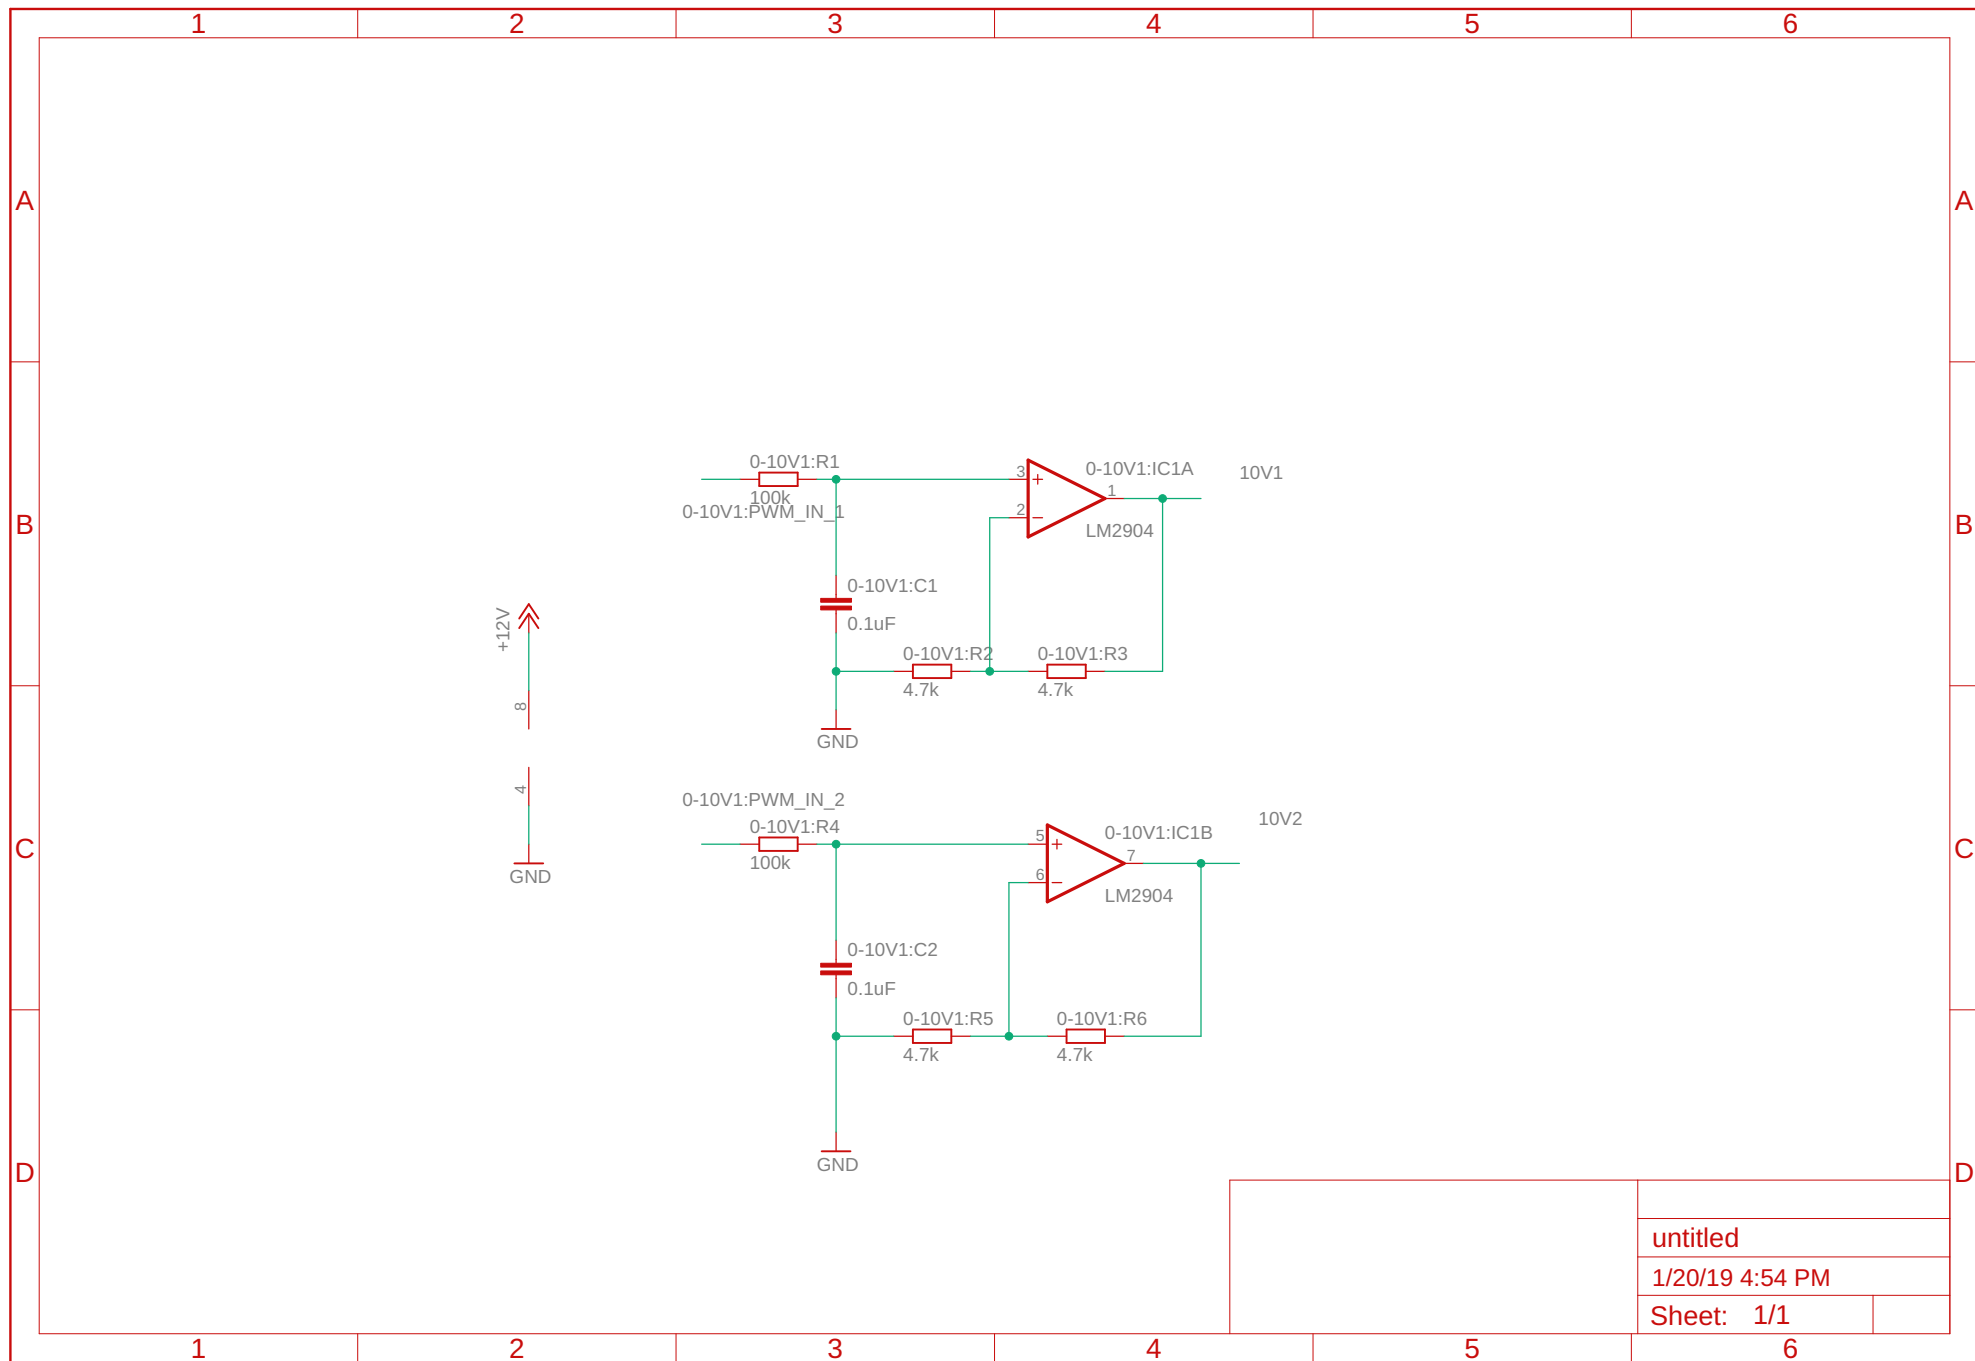 1 2 3 4 5 6
A A
0-10V1:R1
100k
0-10V1:PWM_IN_1
3
2
1
0-10V1:IC1A
LM2904
10V1
B B
0-10V1:C1
0.1uF
+12V
0-10V1:R2
4.7k
0-10V1:R3
4.7k
8
GND
4
GND
0-10V1:PWM_IN_2
0-10V1:R4
100k
5
6
7
0-10V1:IC1B
LM2904
10V2
C C
0-10V1:C2
0.1uF
0-10V1:R5
4.7k
0-10V1:R6
4.7k
GND
D D
untitled
1/20/19 4:54 PM
Sheet: 1/1
1 2 3 4 5 6